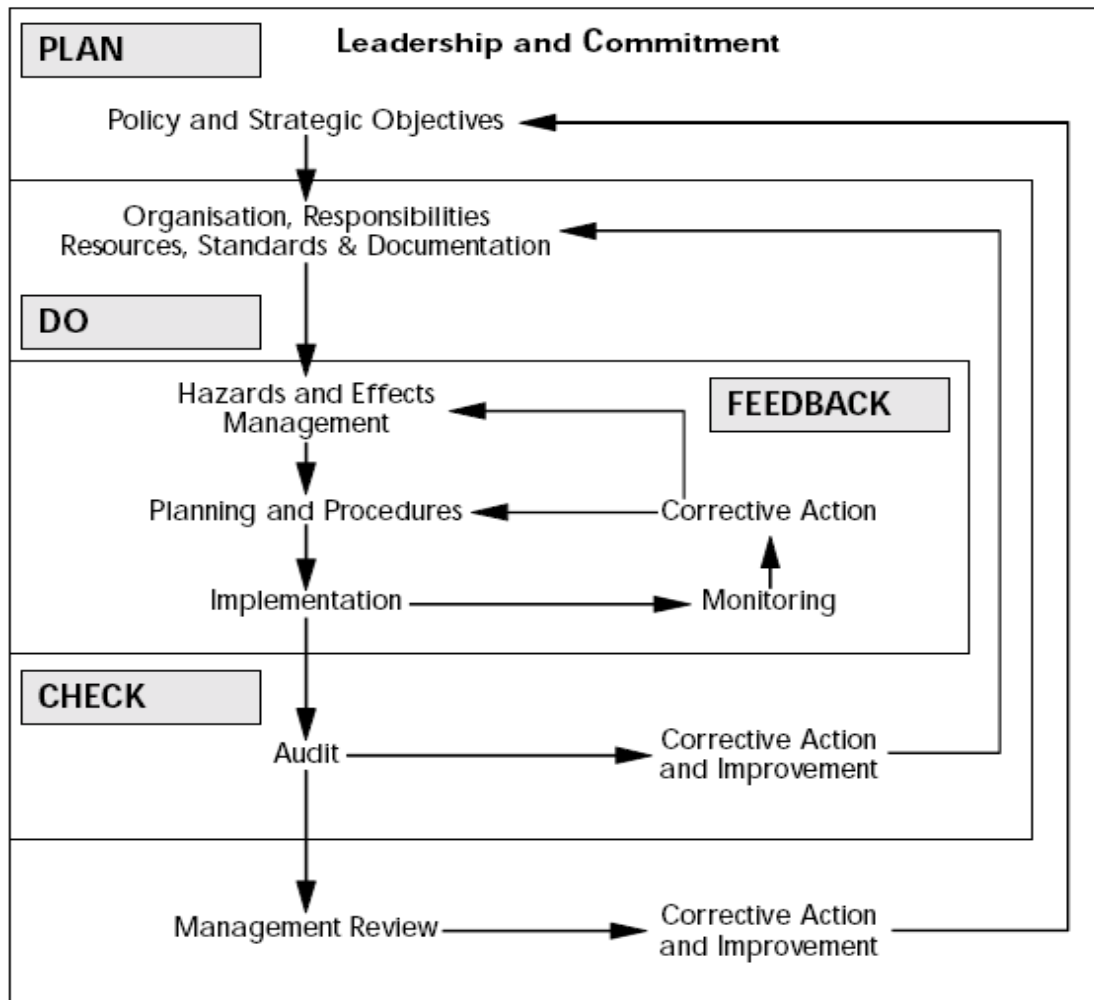 PLAN
Leadership and Commitment
Policy and Strategic Objectives
Organisation, Responsibilities
Resources, Standards & Documentation
DO
Hazards and Effects
Management
FEEDBACK
Planning and Procedures
Corrective Action
Implementation
Monitoring
CHECK
Audit
Corrective Action
and Improvement
Management Review
Corrective Action
and Improvement